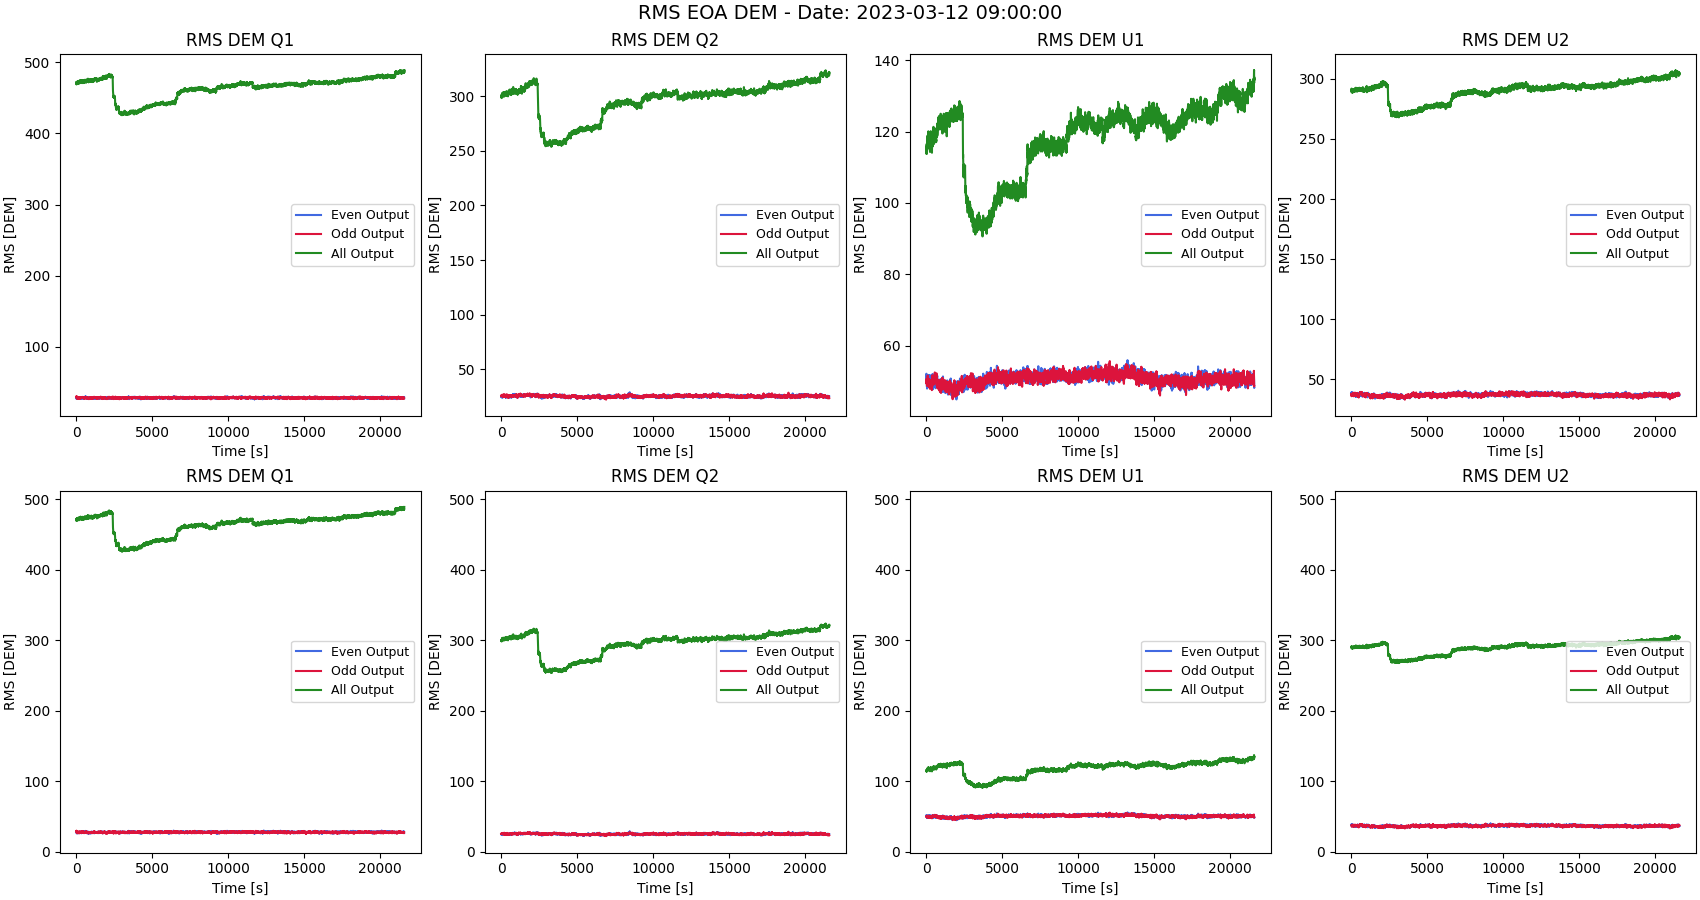 RMS EOA DEM - Date: 2023-03-12 09:00:00
RMS DEM Q1
RMS [DEM]
500
400
300
200
100
Even Output
Odd Output
All Output
0 5000 10000 15000 20000
Time [s]
RMS DEM Q2
RMS [DEM]
300
250
200
150
100
50
Even Output
Odd Output
All Output
0 5000 10000 15000 20000
Time [s]
RMS DEM U1
RMS [DEM]
140
120
100
80
60
Even Output
Odd Output
All Output
0 5000 10000 15000 20000
Time [s]
RMS DEM U2
RMS [DEM]
300
250
200
150
100
50
Even Output
Odd Output
All Output
0 5000 10000 15000 20000
Time [s]
RMS DEM Q1
RMS [DEM]
500
400
300
200
100
0
Even Output
Odd Output
All Output
0 5000 10000 15000 20000
Time [s]
RMS DEM Q2
RMS [DEM]
500
400
300
200
100
0
Even Output
Odd Output
All Output
0 5000 10000 15000 20000
Time [s]
RMS DEM U1
RMS [DEM]
500
400
300
200
100
0
Even Output
Odd Output
All Output
0 5000 10000 15000 20000
Time [s]
RMS DEM U2
RMS [DEM]
500
400
300
200
100
0
Even Output
Odd Output
All Output
0 5000 10000 15000 20000
Time [s]